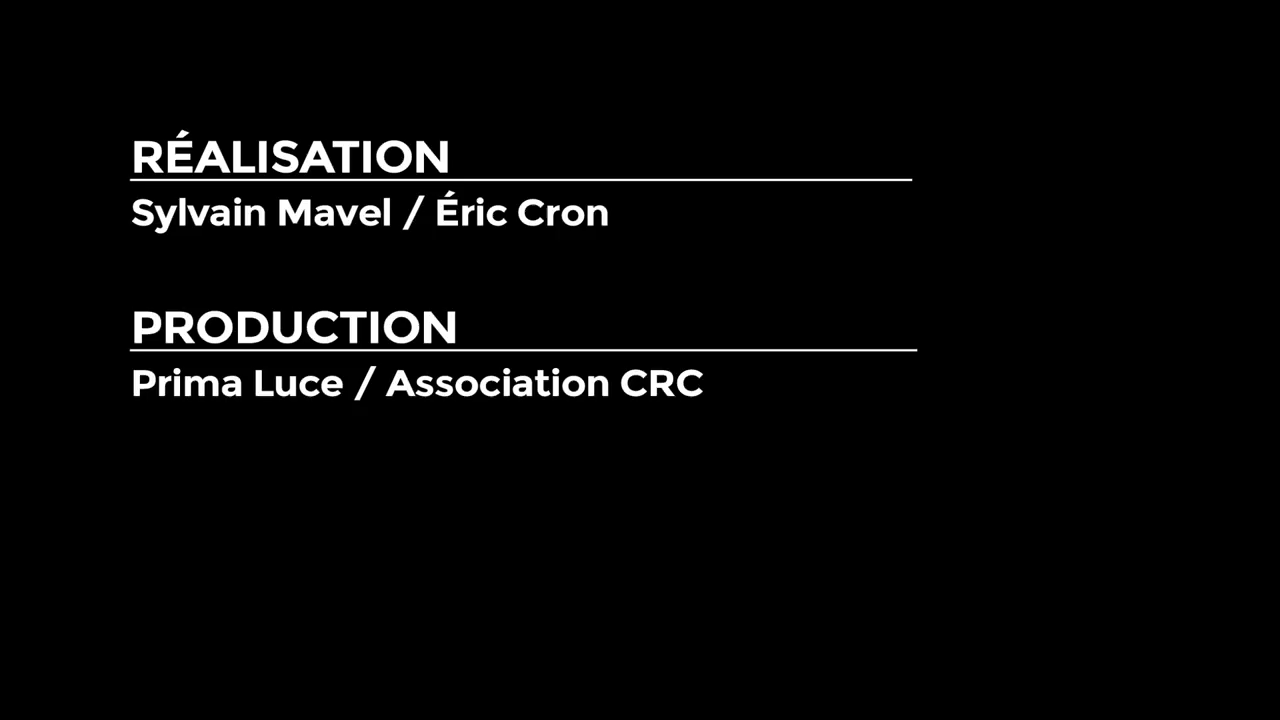 RÉALISATION
Sylvain Mavel / Éric Cron
PRODUCTION
Prima Luce / Association CRC